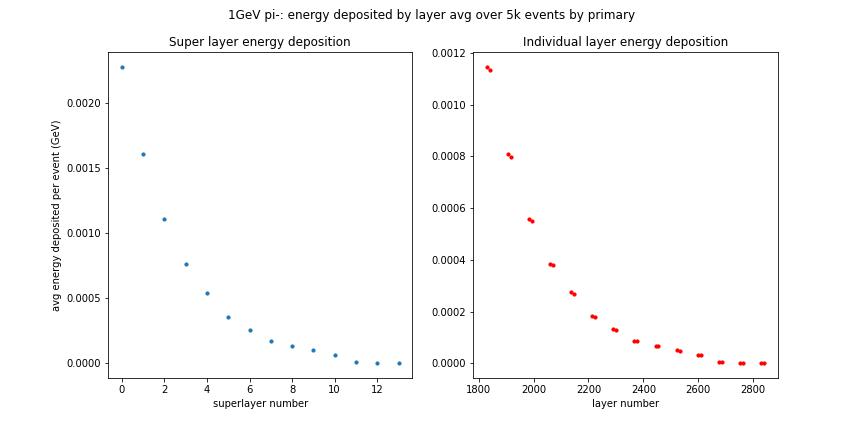 1GeV pi-: energy deposited by layer avg over 5k events by primary
Super layer energy deposition
avg energy deposited per event (GeV)
0.0020
0.0015
0.0010
0.0005
0.0000
0 2 4 6 8 10 12
superlayer number
Individual layer energy deposition
0.0012
0.0010
0.0008
0.0006
0.0004
0.0002
0.0000
1800 2000 2200 2400 2600 2800
layer number